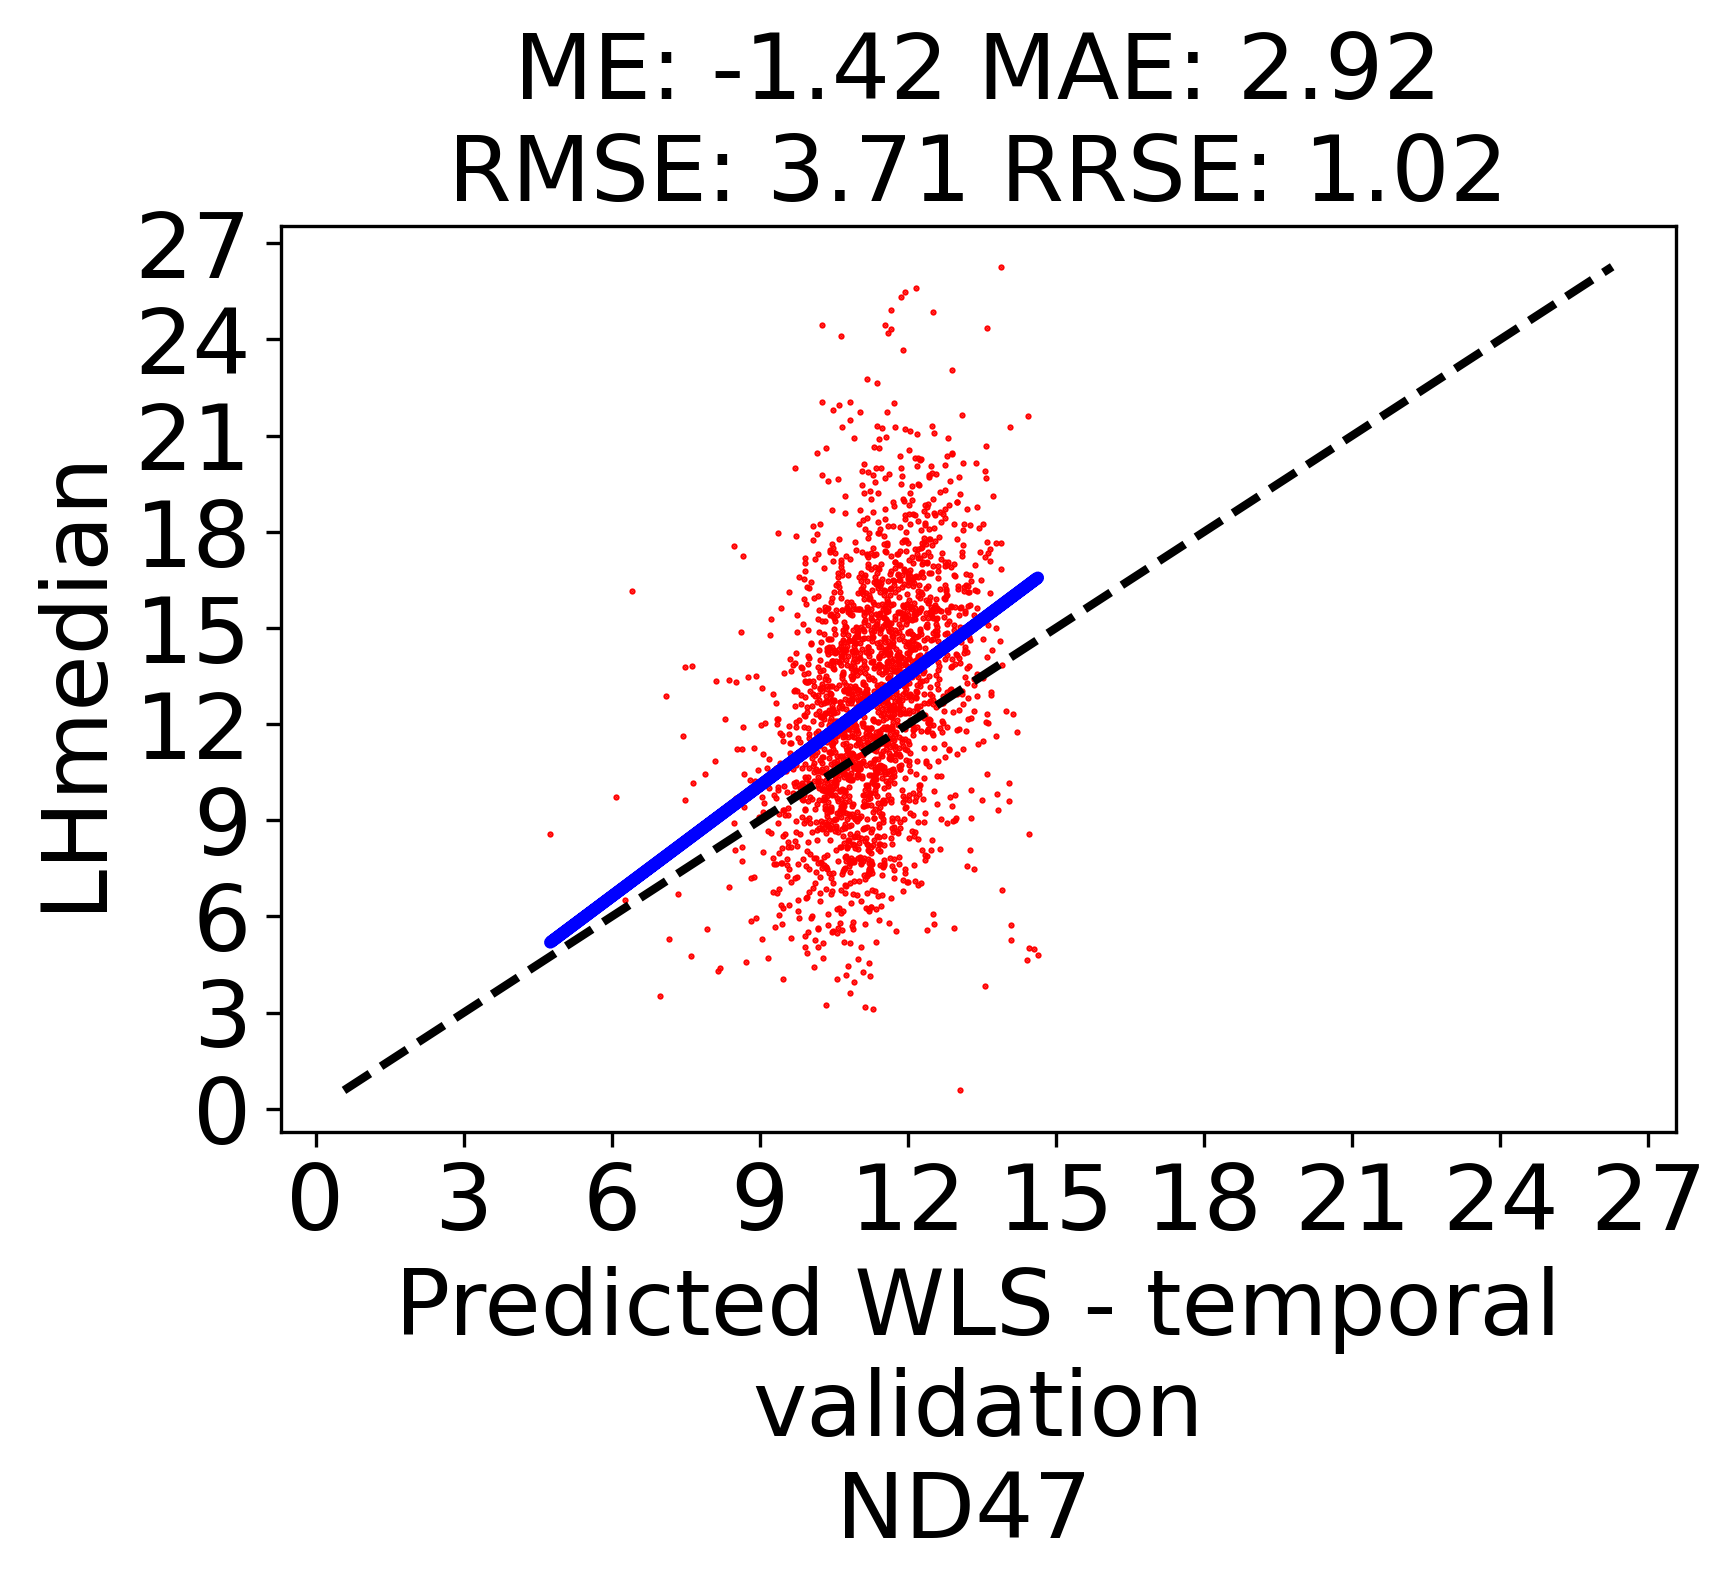 ME: -1.42 MAE: 2.92
RMSE: 3.71 RRSE: 1.02
27
24
21
18
15
12
9
6
3
0
LHmedian
0 3 6 9 12 15 18 21 24 27
Predicted WLS - temporal
validation
ND47